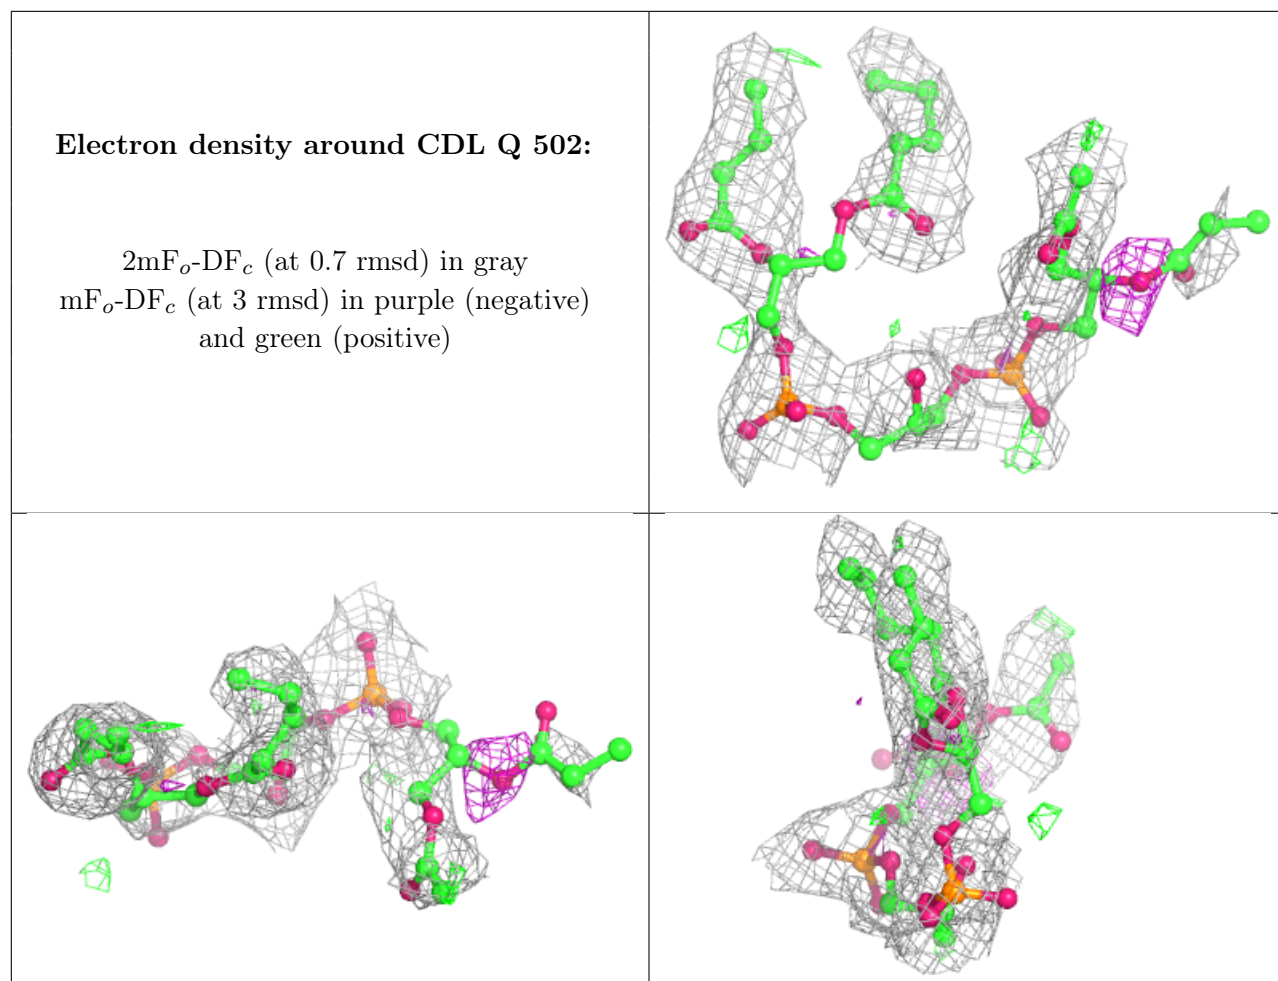 Electron density around CDL Q 502:
2mFo-DFc (at 0.7 rmsd) in gray
mFo-DFc (at 3 rmsd) in purple (negative)
and green (positive)